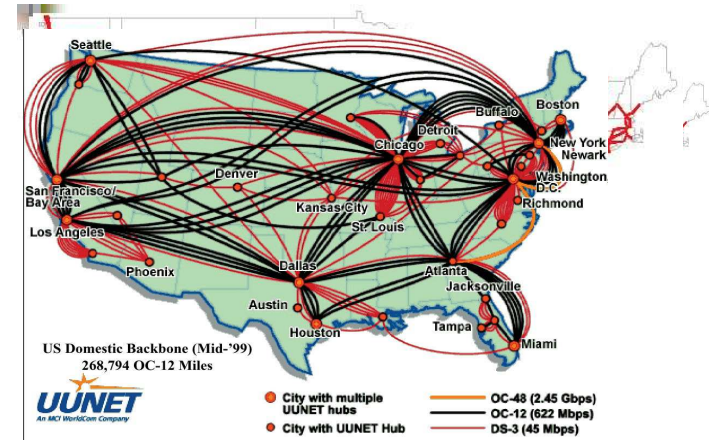 Seattle
Buffalo
Boston
Detroit
Chicago
New York
Newark
Denver
Washington
D.C.
San Francisco/
Bay Area
Kansas City
Richmond
St. Louis
Los Angeles
Phoenix
Dallas
Atlanta
Jacksonville
Austin
Tampa
Houston
Miami
US Domestic Backbone (Mid-'99)
268,794 OC-12 Miles
UUNET
An MCI WorldCom Company
City with multiple
UUNET hubs
City with UUNET Hub
OC-48 (2.45 Gbps)
OC-12 (622 Mbps)
DS-3 (45 Mbps)